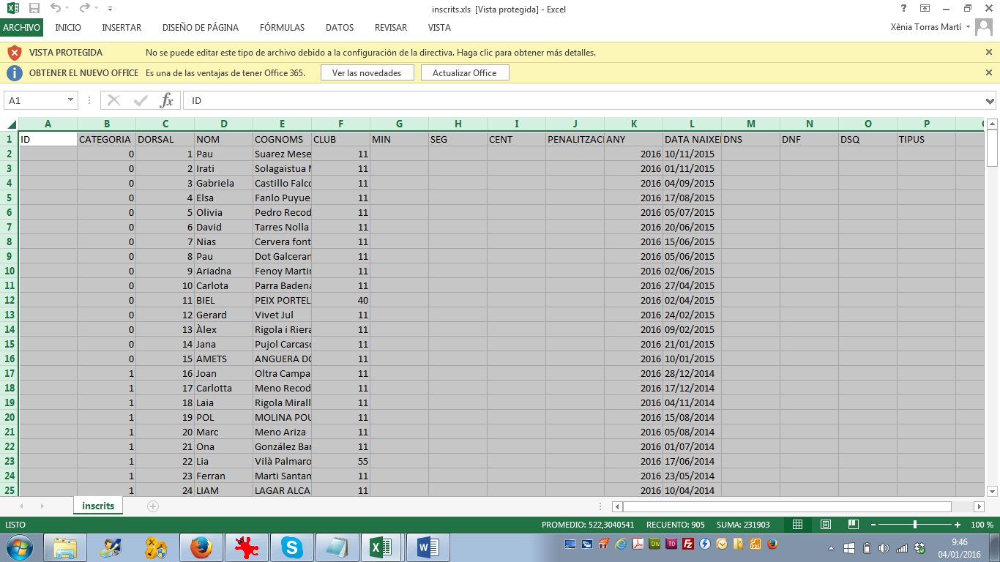 inscrits.xls [Vista protegida] - Excel
ARCHIVO INICIO INSERTAR DISEÑO DE PÁGINA FÓRMULAS DATOS REVISAR VISTA Xènia Torras Martí
VISTA PROTEGIDA No se puede editar este tipo de archivo debido a la configuración de la directiva. Haga clic para obtener más detalles.
OBTENER EL NUEVO OFFICE Es una de las ventajas de tener Office 365. Ver las novedades Actualizar Office
A1 fx ID
A B C D E F G H I J K L M N O P
1 ID CATEGORIA DORSAL NOM COGNOMS CLUB MIN SEG CENT PENALITZACI ANY DATA NAIXE DNS DNF DSQ TIPUS
2 0 1 Pau Suarez Mese 11 2016 10/11/2015
3 0 2 Irati Solagaistua 11 2016 01/11/2015
4 0 3 Gabriela Castillo Falco 11 2016 04/09/2015
5 0 4 Elsa Fanlo Puyue 11 2016 17/08/2015
6 0 5 Olivia Pedro Recod 11 2016 05/07/2015
7 0 6 David Tarres Nolla 11 2016 20/06/2015
8 0 7 Nias Cervera font 11 2016 15/06/2015
9 0 8 Pau Dot Galceran 11 2016 05/06/2015
10 0 9 Ariadna Fenoy Martin 11 2016 02/06/2015
11 0 10 Carlota Parra Badena 11 2016 27/04/2015
12 0 11 BIEL PEIX PORTEL 40 2016 02/04/2015
13 0 12 Gerard Vivet Jul 11 2016 24/02/2015
14 0 13 Àlex Rigola i Riera 11 2016 09/02/2015
15 0 14 Jana Pujol Carcaso 11 2016 21/01/2015
16 0 15 AMETS ANGUERA DO 11 2016 10/01/2015
17 1 16 Joan Oltra Campa 11 2016 28/12/2014
18 1 17 Carlotta Meno Recod 11 2016 17/12/2014
19 1 18 Laia Rigola Mirall 11 2016 04/11/2014
20 1 19 POL MOLINA POU 11 2016 15/08/2014
21 1 20 Marc Meno Ariza 11 2016 05/08/2014
22 1 21 Ona González Bar 11 2016 01/07/2014
23 1 22 Lia Vilà Palmaro 55 2016 17/06/2014
24 1 23 Ferran Marti Santam 11 2016 23/05/2014
25 1 24 LIAM LAGAR ALCA 11 2016 10/04/2014
inscrits
LISTO PROMEDIO: 522,3040541 RECUENTO: 905 SUMA: 231903 100 %
9:46
04/01/2016